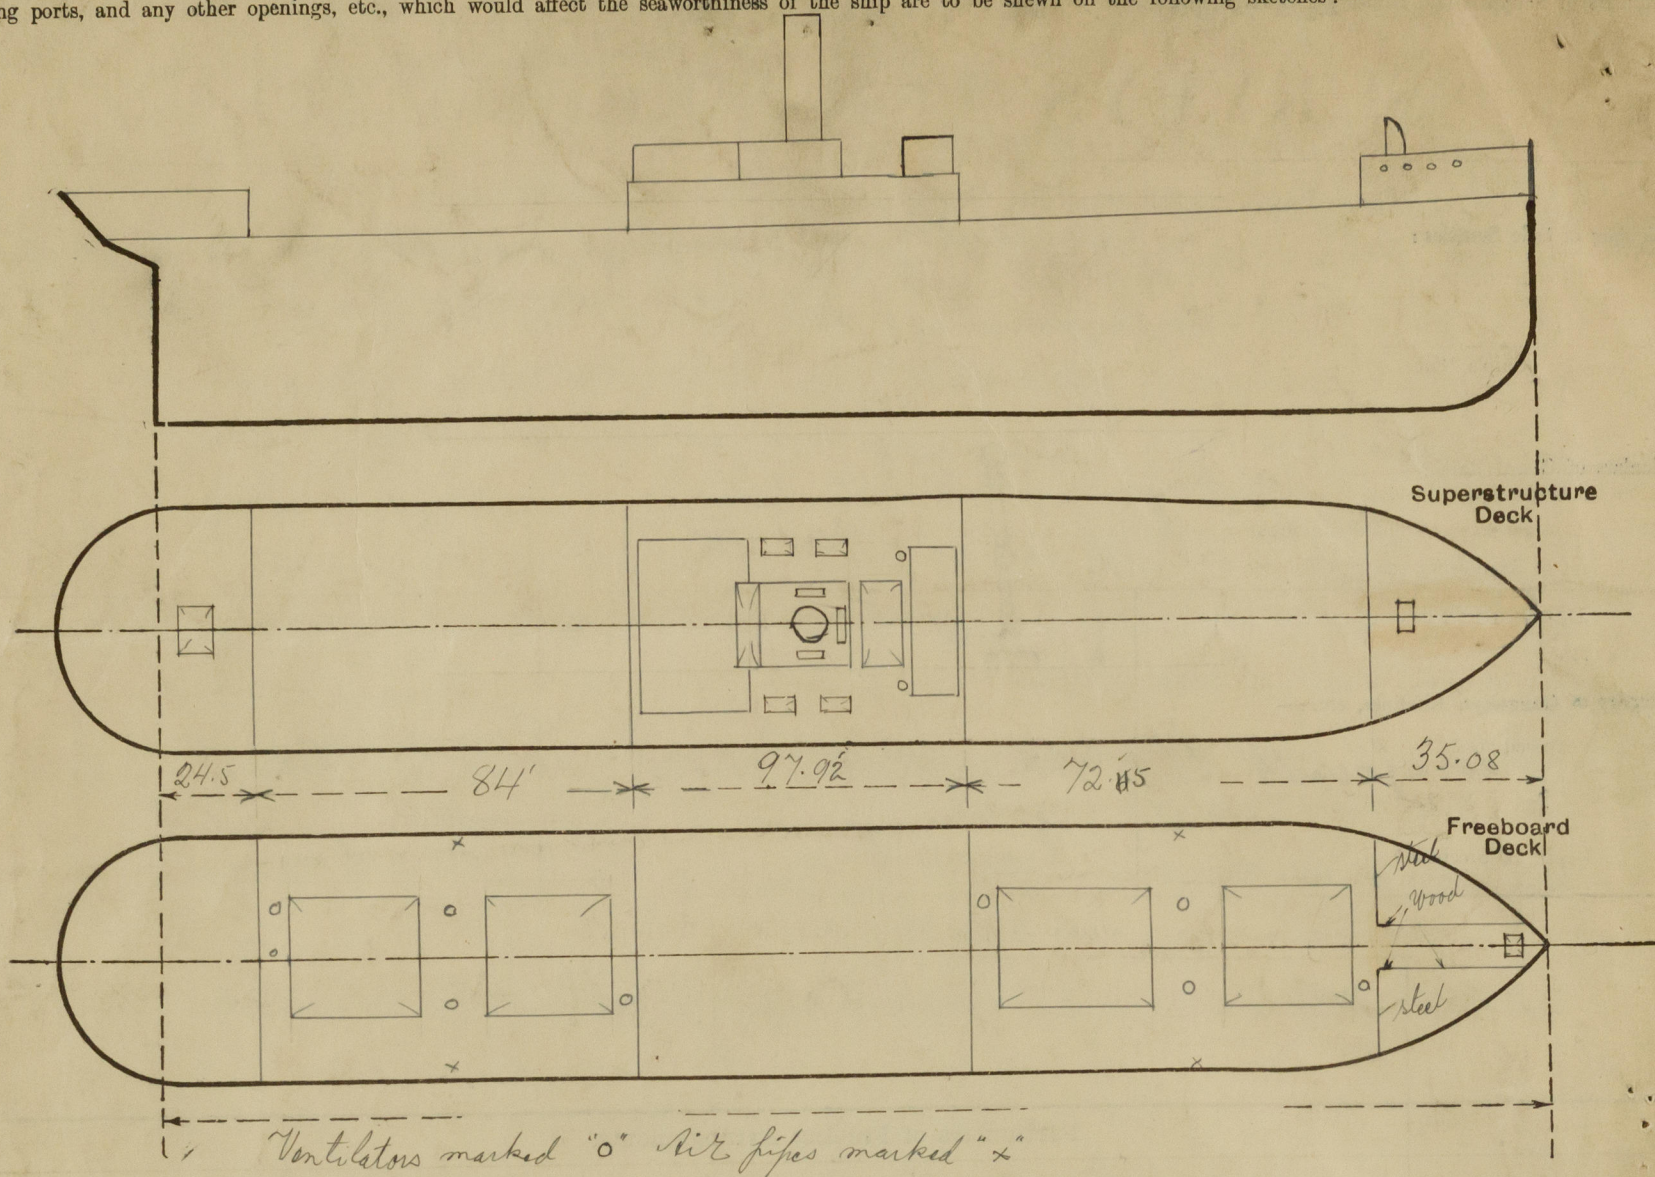 ng ports, and any other openings, etc., which would affect the seaworthiness of the ship are to be shewn on the following sketches:
Superstructure
Deck
24.5 84' 97.92' 72. 5 35.08
Freeboard
Deck
steel
wood
steel
Ventilators marked "o" Air pipes marked "x"